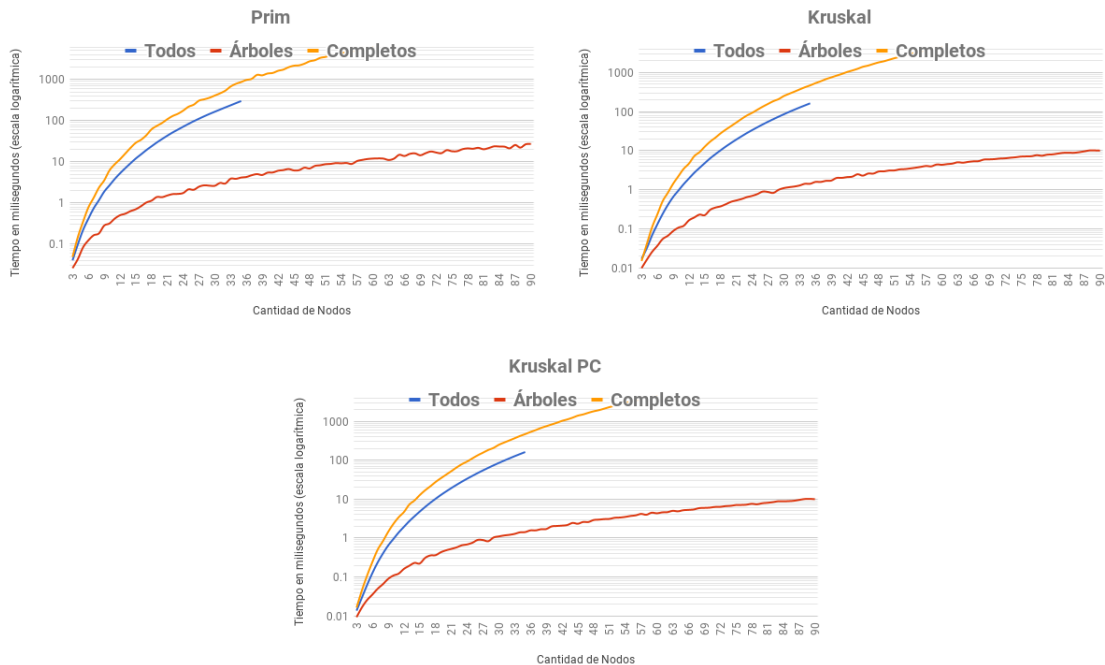 Prim
Todos Árboles Completos
Tiempo en milisegundos (escala logarítmica)
1000
100
10
1
0.1
3 6 9 12 15 18 21 24 27 30 33 36 39 42 45 48 51 54 57 60 63 66 69 72 75 78 81 84 87 90
Cantidad de Nodos
Kruskal
Todos Árboles Completos
Tiempo en milisegundos (escala logarítmica)
1000
100
10
1
0.1
0.01
3 6 9 12 15 18 21 24 27 30 33 36 39 42 45 48 51 54 57 60 63 66 69 72 75 78 81 84 87 90
Cantidad de Nodos
Kruskal PC
Todos Árboles Completos
Tiempo en milisegundos (escala logarítmica)
1000
100
10
1
0.1
0.01
3 6 9 12 15 18 21 24 27 30 33 36 39 42 45 48 51 54 57 60 63 66 69 72 75 78 81 84 87 90
Cantidad de Nodos